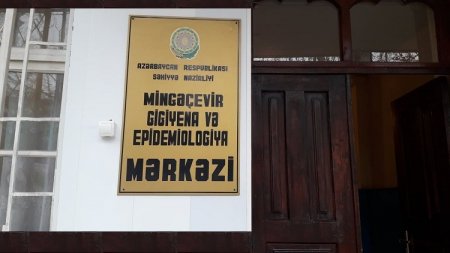 AZƏRBAYCAN RESPUBLİKASI
SƏHİYYƏ NAZİRLİYİ
MİNGƏÇEVİR
GİGİYENA VƏ
EPİDEMİOLOGİYA
MƏRKƏZİ